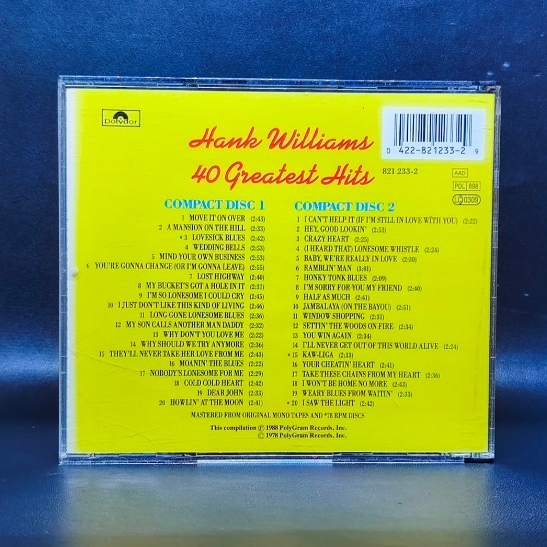 Polydor
Hank Williams
40 Greatest Hits
0 422-821233-2 9
821 233-2
AAD
POL 898
LC 0309
COMPACT DISC 1
1 MOVE IT ON OVER (2:43)
2 A MANSION ON THE HILL (2:33)
*3 LOVESICK BLUES (2:42)
4 WEDDING BELLS (2:53)
5 MIND YOUR OWN BUSINESS (2:53)
6 YOU'RE GONNA CHANGE (OR I'M GONNA LEAVE) (2:55)
7 LOST HIGHWAY (2:40)
8 MY BUCKET'S GOT A HOLE IN IT (2:31)
9 I'M SO LONESOME I COULD CRY (2:45)
10 I JUST DON'T LIKE THIS KIND OF LIVING (2:46)
11 LONG GONE LONESOME BLUES (2:36)
12 MY SON CALLS ANOTHER MAN DADDY (2:32)
13 WHY DON'T YOU LOVE ME (2:22)
14 WHY SHOULD WE TRY ANYMORE (2:36)
15 THEY'LL NEVER TAKE HER LOVE FROM ME (2:43)
16 MOANIN' THE BLUES (2:22)
17 NOBODY'S LONESOME FOR ME (2:29)
18 COLD COLD HEART (2:42)
19 DEAR JOHN (2:33)
20 HOWLIN' AT THE MOON (2:41)
COMPACT DISC 2
1 I CAN'T HELP IT (IF I'M STILL IN LOVE WITH YOU) (2:22)
2 HEY, GOOD LOOKIN' (2:53)
3 CRAZY HEART (2:25)
4 (I HEARD THAT) LONESOME WHISTLE (2:24)
5 BABY, WE'RE REALLY IN LOVE (2:30)
6 RAMBLIN' MAN (3:01)
7 HONKY TONK BLUES (2:09)
8 I'M SORRY FOR YOU MY FRIEND (2:40)
9 HALF AS MUCH (2:41)
10 JAMBALAYA (ON THE BAYOU) (2:51)
11 WINDOW SHOPPING (2:31)
12 SETTIN' THE WOODS ON FIRE (2:34)
13 YOU WIN AGAIN (2:34)
14 I'LL NEVER GET OUT OF THIS WORLD ALIVE (2:24)
*15 KAW-LIGA (2:33)
16 YOUR CHEATIN' HEART (2:41)
17 TAKE THESE CHAINS FROM MY HEART (2:36)
18 I WON'T BE HOME NO MORE (2:43)
19 WEARY BLUES FROM WAITIN' (2:33)
*20 I SAW THE LIGHT (2:42)
MASTERED FROM ORIGINAL MONO TAPES AND *78 RPM DISCS
This compilation Ⓟ 1988 PolyGram Records, Inc.
© 1978 PolyGram Records, Inc.